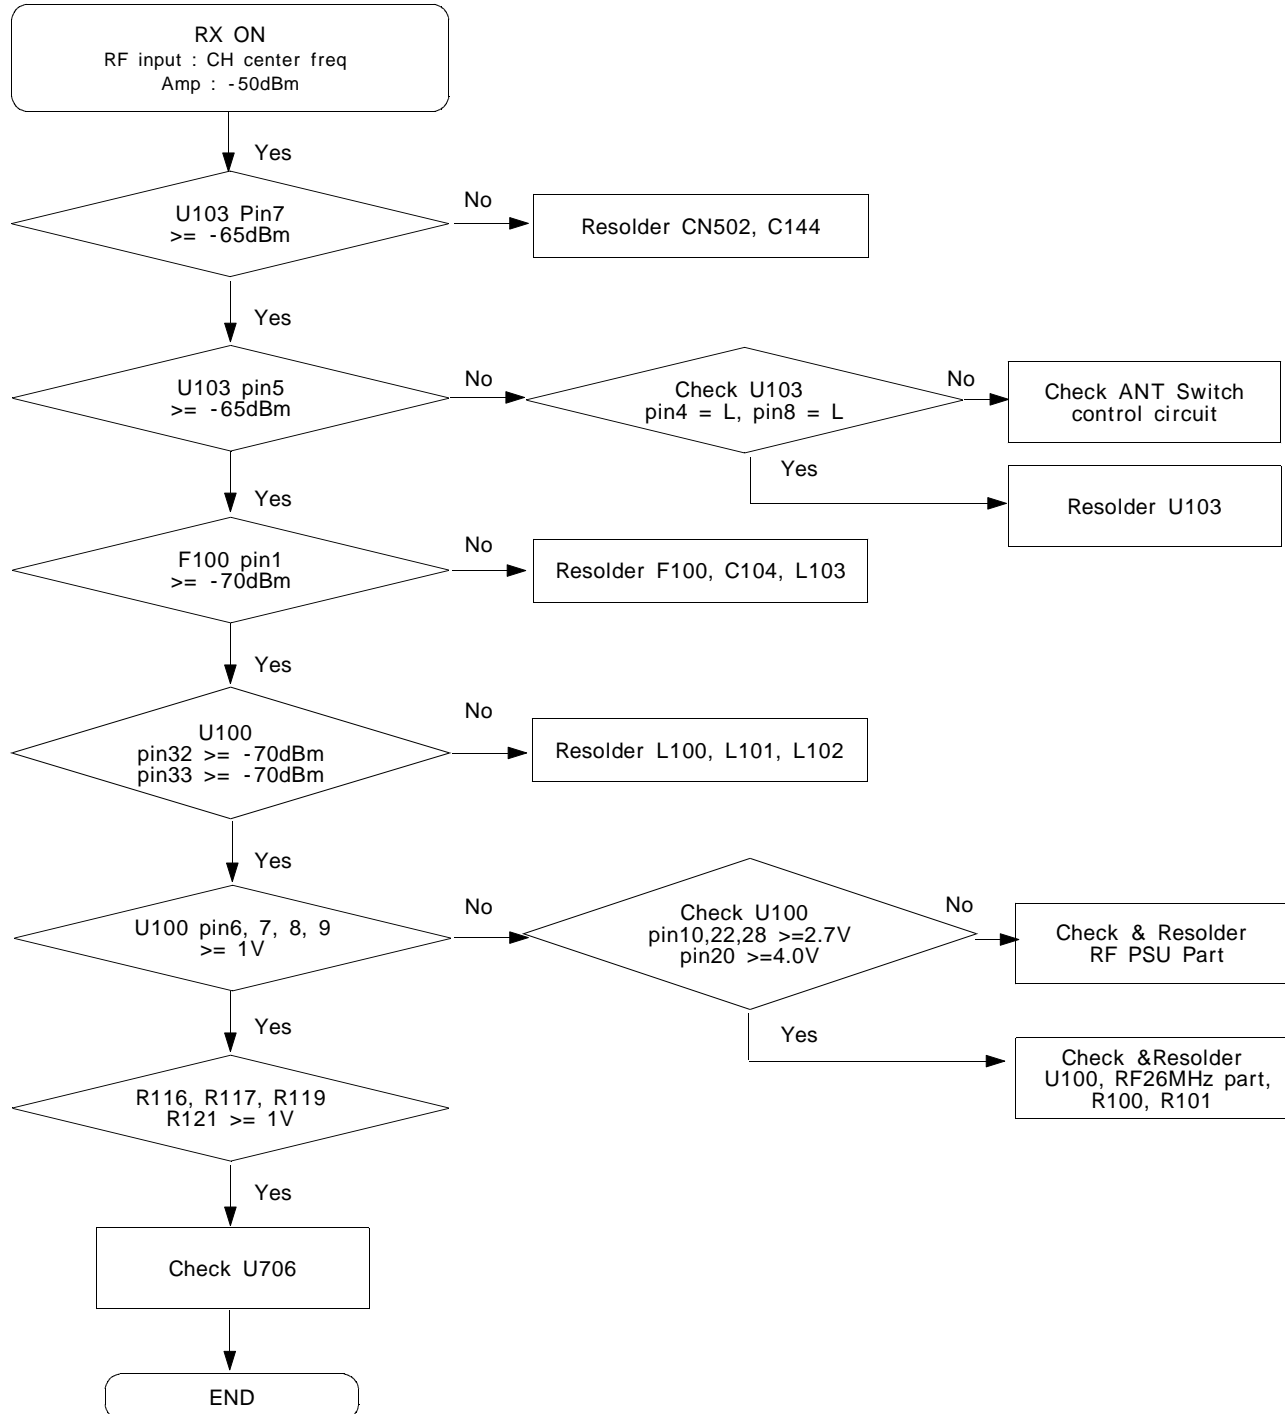 RX ON
RF input : CH center freq
Amp : -50dBm
Yes
U103 Pin7
>= -65dBm
No
Resolder CN502, C144
Yes
U103 pin5
>= -65dBm
No
Check U103
pin4 = L, pin8 = L
No
Check ANT Switch
control circuit
Yes
Resolder U103
Yes
F100 pin1
>= -70dBm
No
Resolder F100, C104, L103
Yes
U100
pin32 >= -70dBm
pin33 >= -70dBm
No
Resolder L100, L101, L102
Yes
U100 pin6, 7, 8, 9
>= 1V
No
Check U100
pin10,22,28 >=2.7V
pin20 >=4.0V
No
Check & Resolder
RF PSU Part
Yes
Check &Resolder
U100, RF26MHz part,
R100, R101
Yes
R116, R117, R119
R121 >= 1V
Yes
Check U706
END